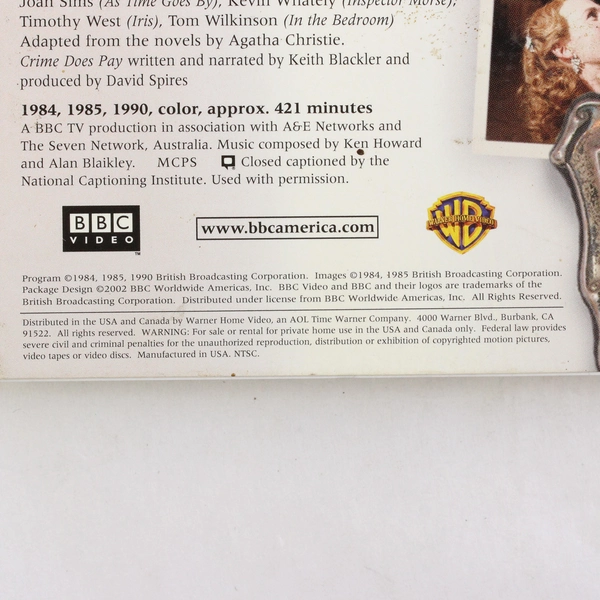 Joan Sims (As Time Goes By), Kevin Whately (Inspector Morse),
Timothy West (Iris), Tom Wilkinson (In the Bedroom)
Adapted from the novels by Agatha Christie.
Crime Does Pay written and narrated by Keith Blackler and
produced by David Spires
1984, 1985, 1990, color, approx. 421 minutes
A BBC TV production in association with A&E Networks and
The Seven Network, Australia. Music composed by Ken Howard
and Alan Blaikley. MCPS Closed captioned by the
National Captioning Institute. Used with permission.
BBC
VIDEO
TM
www.bbcamerica.com
WB
WARNER HOME VIDEO
Program ©1984, 1985, 1990 British Broadcasting Corporation. Images ©1984, 1985 British Broadcasting Corporation.
Package Design ©2002 BBC Worldwide Americas, Inc. BBC Video and BBC and their logos are trademarks of the
British Broadcasting Corporation. Distributed under license from BBC Worldwide Americas, Inc. All Rights Reserved.
Distributed in the USA and Canada by Warner Home Video, an AOL Time Warner Company. 4000 Warner Blvd., Burbank, CA
91522. All rights reserved. WARNING: For sale or rental for private home use in the USA and Canada only. Federal law provides
severe civil and criminal penalties for the unauthorized reproduction, distribution or exhibition of copyrighted motion pictures,
video tapes or video discs. Manufactured in USA. NTSC.